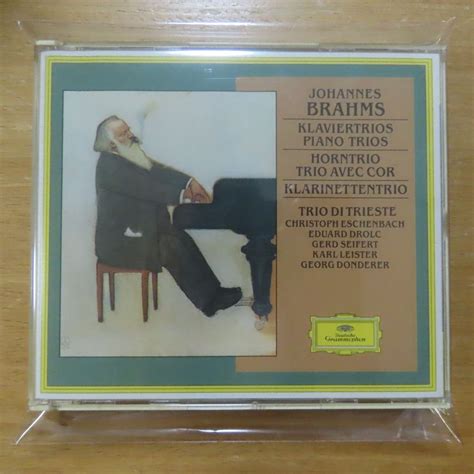 JOHANNES
BRAHMS
KLAVIERTRIOS
PIANO TRIOS
HORNTRIO
TRIO AVEC COR
KLARINETTENTRIO
TRIO DI TRIESTE
CHRISTOPH ESCHENBACH
EDUARD DROLC
GERD SEIFERT
KARL LEISTER
GEORG DONDERER
Deutsche
Grammophon